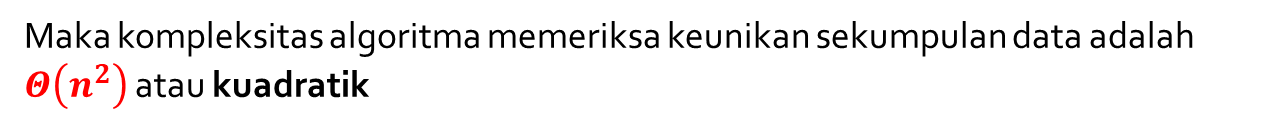 Maka kompleksitas algoritma memeriksa keunikan sekumpulan data adalah
Θ(n²) atau kuadratik